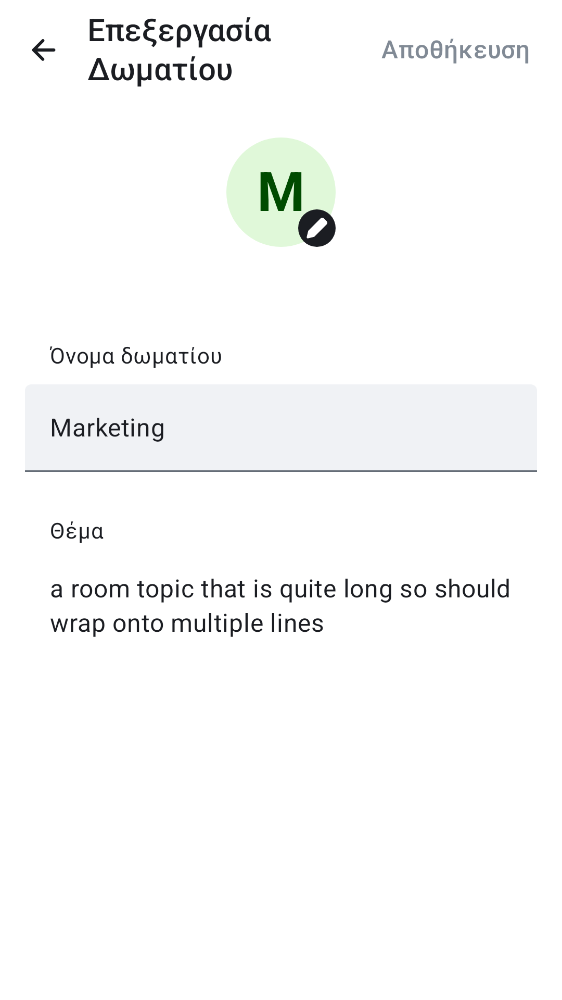 Επεξεργασία
Δωματίου
Αποθήκευση
M
Όνομα δωματίου
Marketing
Θέμα
a room topic that is quite long so should
wrap onto multiple lines